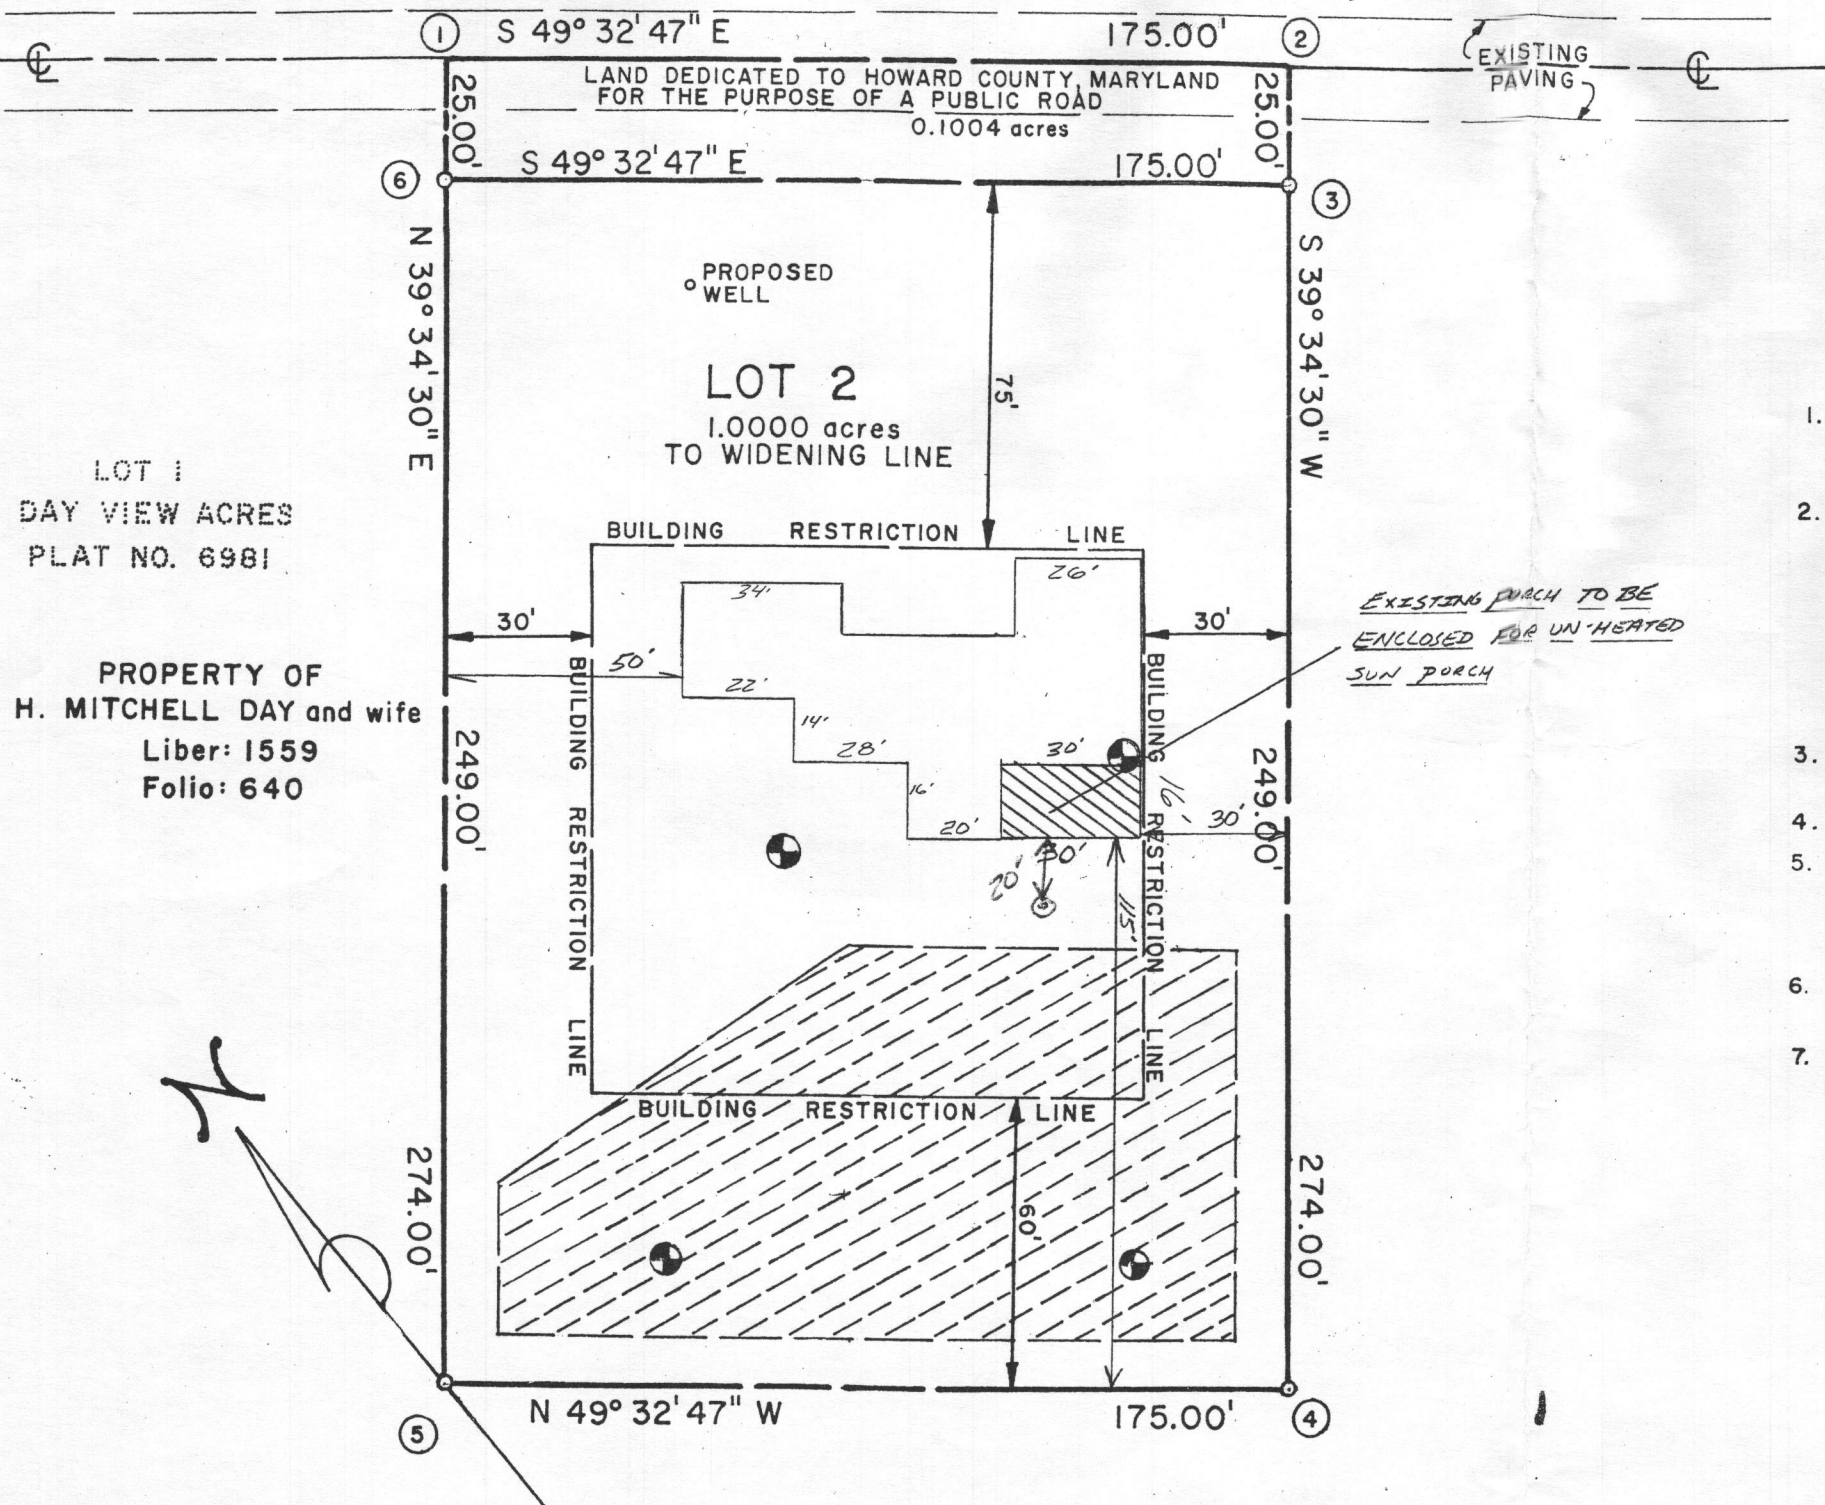 ① S 49° 32' 47" E 175.00' ②
℄ EXISTING PAVING ℄
LAND DEDICATED TO HOWARD COUNTY, MARYLAND
FOR THE PURPOSE OF A PUBLIC ROAD
0.1004 acres
25.00'
25.00'
⑥ S 49° 32' 47" E 175.00' ③
N 39° 34' 30" E
S 39° 34' 30" W
PROPOSED
WELL
75'
LOT 2
1.0000 acres
TO WIDENING LINE
1.
LOT 1
DAY VIEW ACRES
PLAT NO. 6981
2.
BUILDING RESTRICTION LINE
34'
26'
EXISTING PORCH TO BE
ENCLOSED FOR UN-HEATED
SUN PORCH
30'
30'
50'
22'
14'
28'
30'
16'
20'
30'
16'
30'
20'
115'
BUILDING RESTRICTION LINE
BUILDING RESTRICTION LINE
PROPERTY OF
H. MITCHELL DAY and wife
Liber: 1559
Folio: 640
249.00'
249.00'
3.
4.
5.
6.
7.
BUILDING RESTRICTION LINE
60'
N
274.00'
274.00'
⑤ N 49° 32' 47" W 175.00' ④